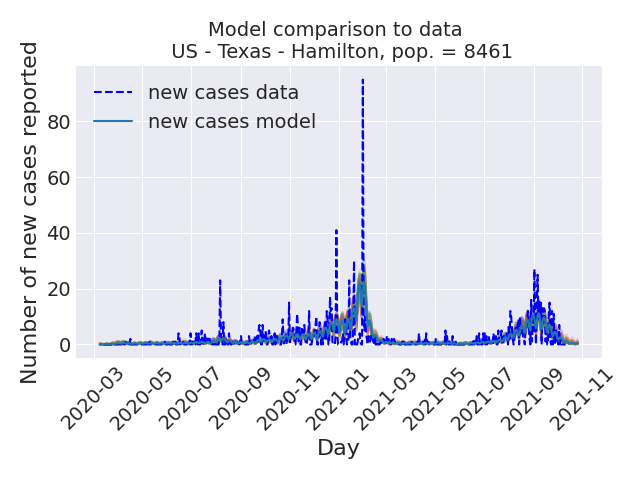 Model comparison to data
US - Texas - Hamilton, pop. = 8461
new cases data
new cases model
Number of new cases reported
80
60
40
20
0
2020-03
2020-05
2020-07
2020-09
2020-11
2021-01
2021-03
2021-05
2021-07
2021-09
2021-11
Day